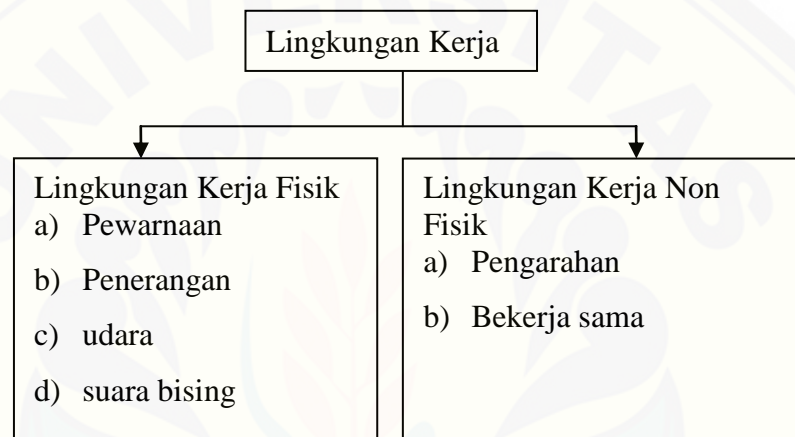 Lingkungan Kerja
Lingkungan Kerja Fisik
a) Pewarnaan
b) Penerangan
c) udara
d) suara bising
Lingkungan Kerja Non
Fisik
a) Pengarahan
b) Bekerja sama